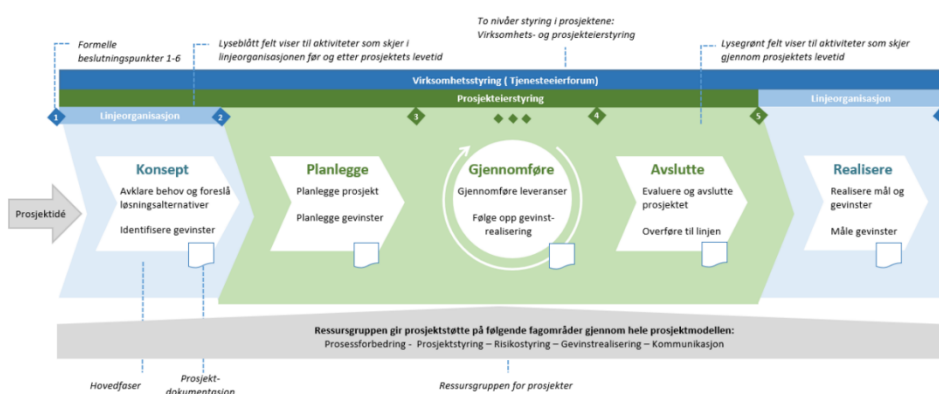 Formelle
beslutningspunkter 1-6
Lyseblått felt viser til aktiviteter som skjer i
linjeorganisasjonen før og etter prosjektets levetid
To nivåer styring i prosjektene:
Virksomhets- og prosjekteierstyring
Lysegrønt felt viser til aktiviteter som skjer
gjennom prosjektets levetid
Virksomhetsstyring ( Tjenesteeierforum)
Prosjekteierstyring
Linjeorganisasjon
1
Linjeorganisasjon
2
3
4
5
Prosjektidé
Konsept
Avklare behov og foreslå
løsningsalternativer
Identifisere gevinster
Planlegge
Planlegge prosjekt
Planlegge gevinster
Gjennomføre
Gjennomføre leveranser
Følge opp gevinst-
realisering
Avslutte
Evaluere og avslutte
prosjektet
Overføre til linjen
Realisere
Realisere mål og
gevinster
Måle gevinster
Ressursgruppen gir prosjektstøtte på følgende fagområder gjennom hele prosjektmodellen:
Prosessforbedring - Prosjektstyring – Risikostyring – Gevinstrealisering – Kommunikasjon
Hovedfaser
Prosjekt-
dokumentasjon
Ressursgruppen for prosjekter